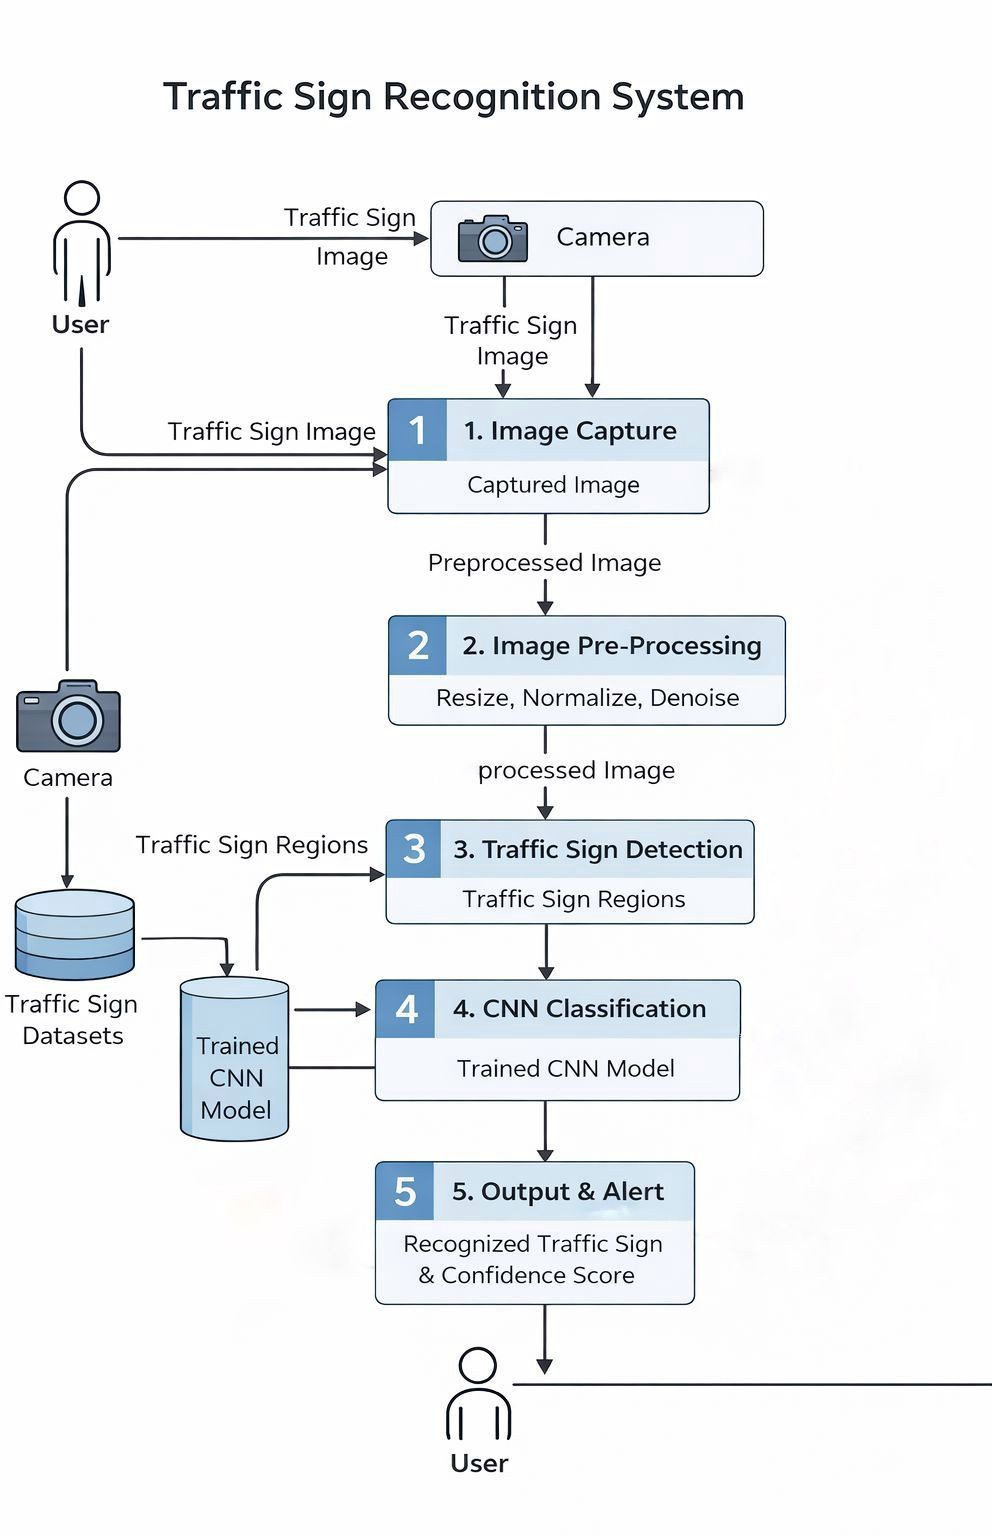 Traffic Sign Recognition System
Traffic Sign
Image
Camera
User
Traffic Sign
Image
Traffic Sign Image
1
1. Image Capture
Captured Image
Preprocessed Image
2
2. Image Pre-Processing
Resize, Normalize, Denoise
Camera
processed Image
Traffic Sign Regions
3
3. Traffic Sign Detection
Traffic Sign Regions
Traffic Sign
Datasets
Trained
CNN
Model
4
4. CNN Classification
Trained CNN Model
5
5. Output & Alert
Recognized Traffic Sign
& Confidence Score
User